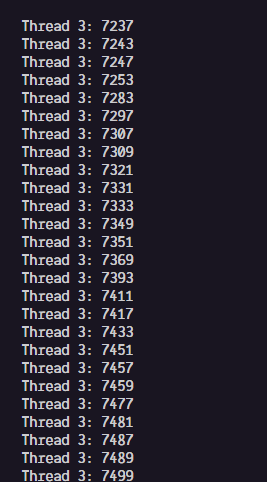 Thread 3: 7237
Thread 3: 7243
Thread 3: 7247
Thread 3: 7253
Thread 3: 7283
Thread 3: 7297
Thread 3: 7307
Thread 3: 7309
Thread 3: 7321
Thread 3: 7331
Thread 3: 7333
Thread 3: 7349
Thread 3: 7351
Thread 3: 7369
Thread 3: 7393
Thread 3: 7411
Thread 3: 7417
Thread 3: 7433
Thread 3: 7451
Thread 3: 7457
Thread 3: 7459
Thread 3: 7477
Thread 3: 7481
Thread 3: 7487
Thread 3: 7489
Thread 3: 7499